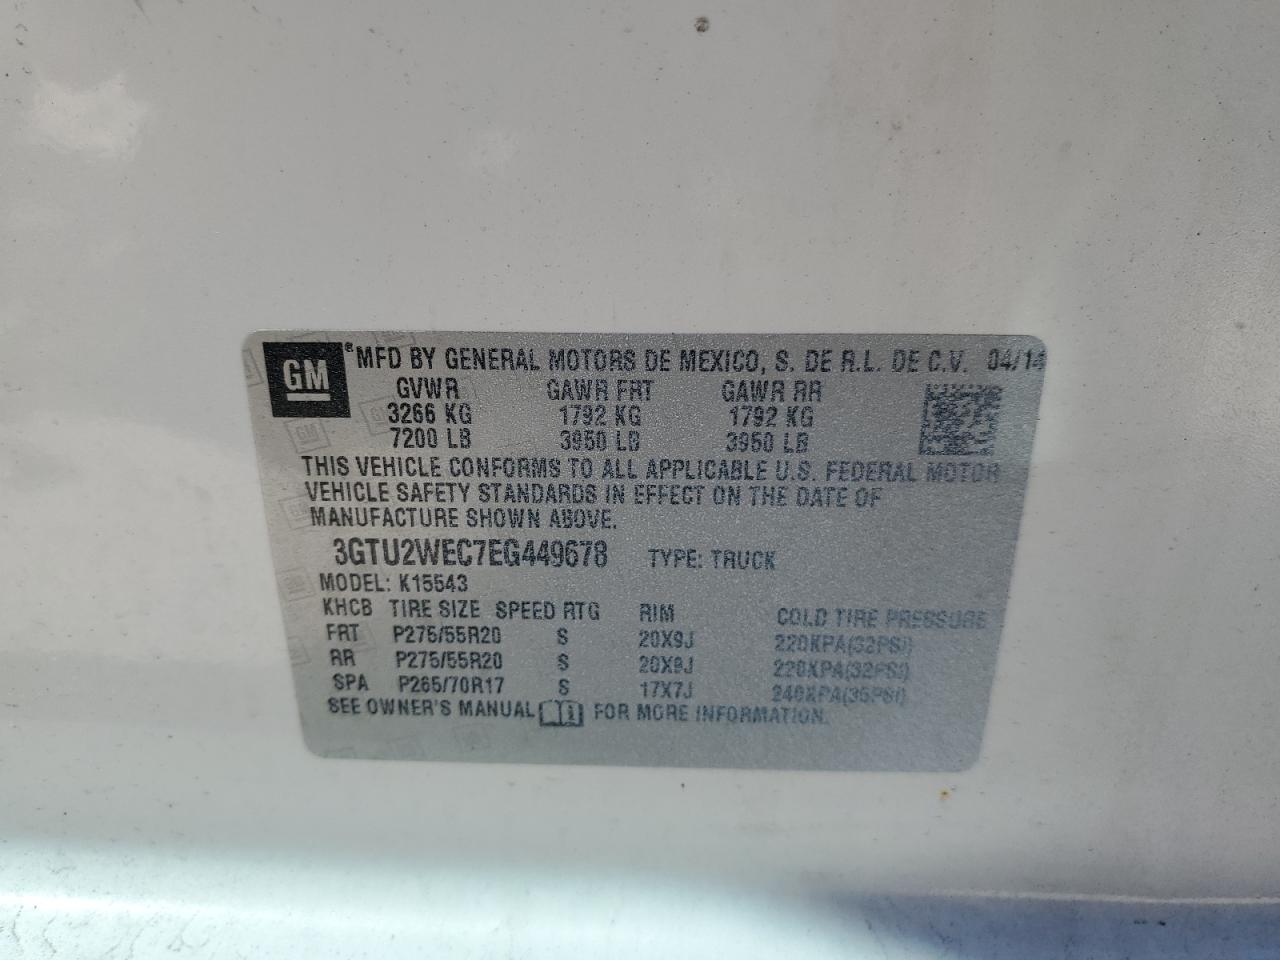 GM
® MFD BY GENERAL MOTORS DE MEXICO, S. DE R.L. DE C.V. 04/14
GVWR GAWR FRT GAWR RR
3266 KG 1792 KG 1792 KG
7200 LB 3950 LB 3950 LB
THIS VEHICLE CONFORMS TO ALL APPLICABLE U.S. FEDERAL MOTOR
VEHICLE SAFETY STANDARDS IN EFFECT ON THE DATE OF
MANUFACTURE SHOWN ABOVE.
3GTU2WEC7EG449678 TYPE: TRUCK
MODEL: K15543
KHCB TIRE SIZE SPEED RTG RIM COLD TIRE PRESSURE
FRT P275/55R20 S 20X9J 220KPA(32PSI)
RR P275/55R20 S 20X9J 220KPA(32PSI)
SPA P265/70R17 S 17X7J 240KPA(35PSI)
SEE OWNER'S MANUAL FOR MORE INFORMATION.